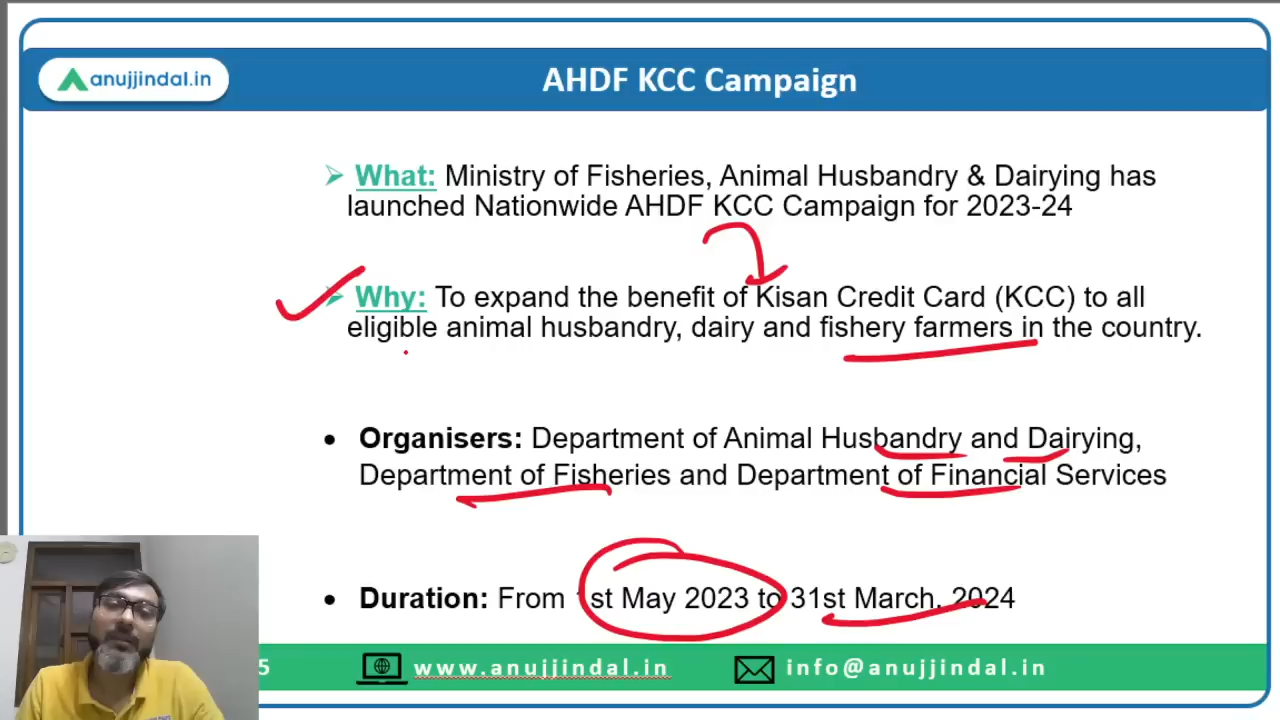 anujjindal.in
AHDF KCC Campaign
What: Ministry of Fisheries, Animal Husbandry & Dairying has
launched Nationwide AHDF KCC Campaign for 2023-24
Why: To expand the benefit of Kisan Credit Card (KCC) to all
eligible animal husbandry, dairy and fishery farmers in the country.
Organisers: Department of Animal Husbandry and Dairying,
Department of Fisheries and Department of Financial Services
Duration: From 1st May 2023 to 31st March, 2024
5 www.anujjindal.in info@anujjindal.in